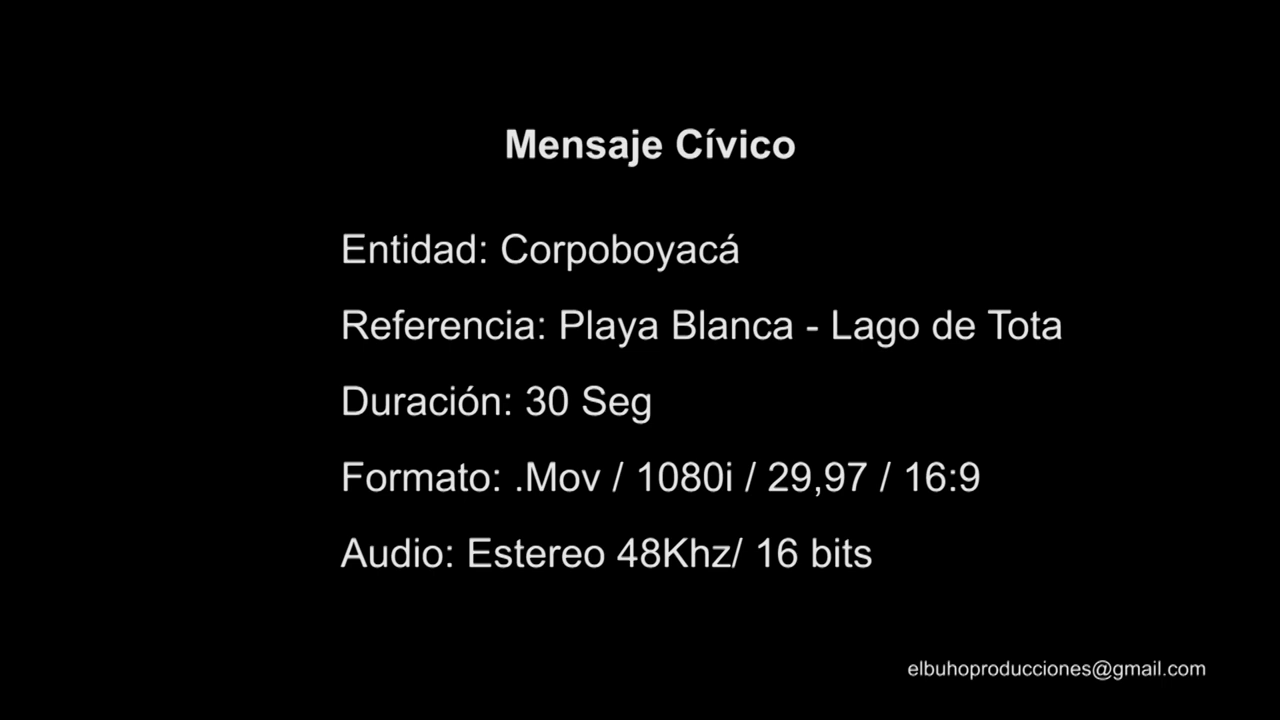 Mensaje Cívico
Entidad: Corpoboyacá
Referencia: Playa Blanca - Lago de Tota
Duración: 30 Seg
Formato: .Mov / 1080i / 29,97 / 16:9
Audio: Estereo 48Khz/ 16 bits
elbuhoproducciones@gmail.com